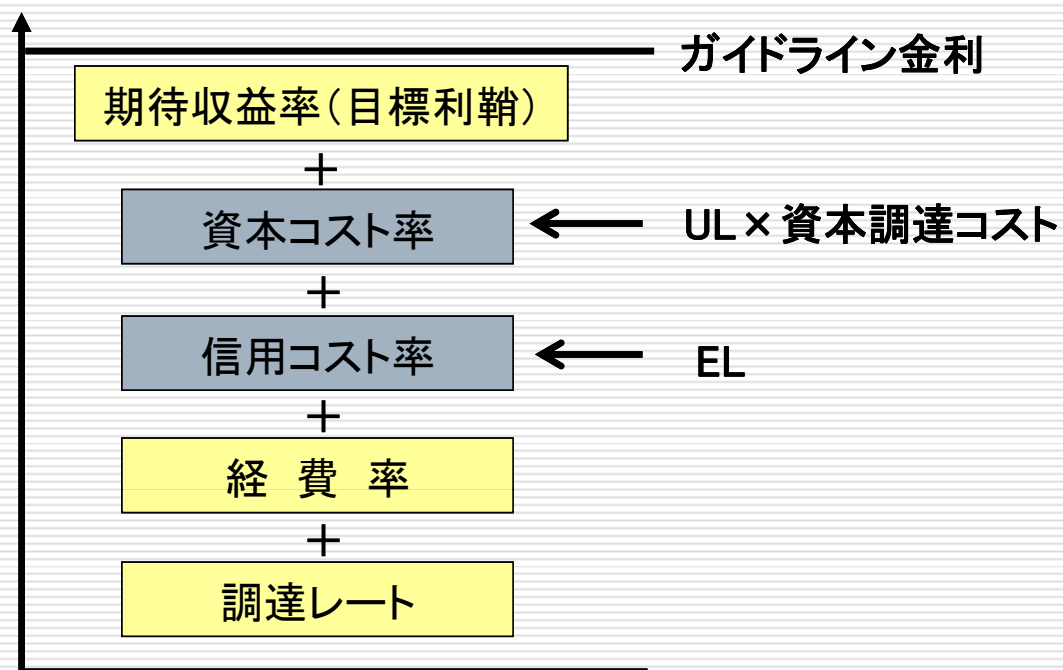 ガイドライン金利
期待収益率(目標利鞘)
+
資本コスト率
UL×資本調達コスト
+
信用コスト率
EL
+
経 費 率
+
調達レート